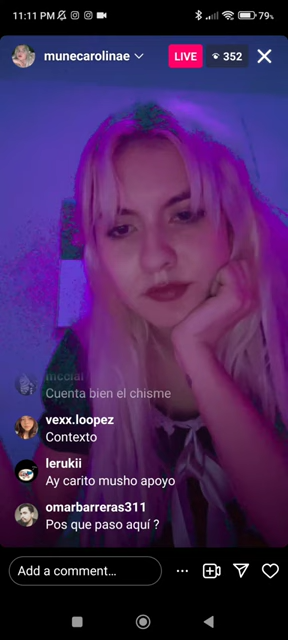 11:11 PM
79%
munecarolinae
LIVE
352
Cuenta bien el chisme
vexx.loopez
Contexto
lerukii
Ay carito musho apoyo
omarbarreras311
Pos que paso aquí ?
Add a comment...